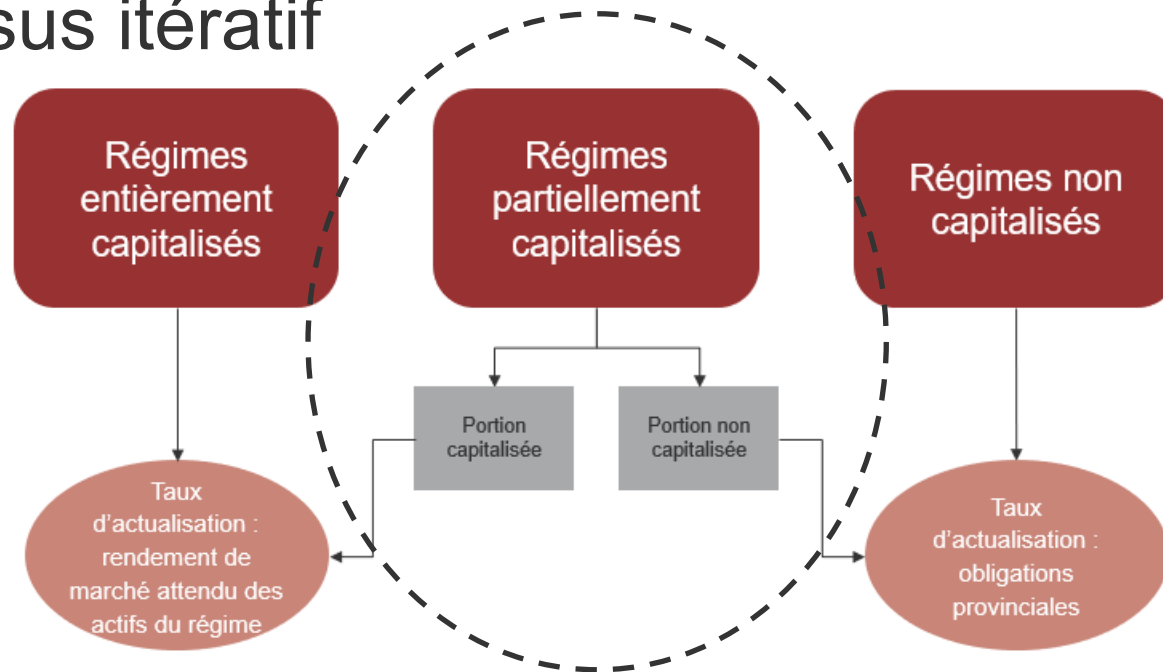 sus itératif
Régimes
entièrement
capitalisés
Régimes
partiellement
capitalisés
Régimes non
capitalisés
Portion
capitalisée
Portion non
capitalisée
Taux
d'actualisation :
rendement de
marché attendu des
actifs du régime
Taux
d'actualisation :
obligations
provinciales